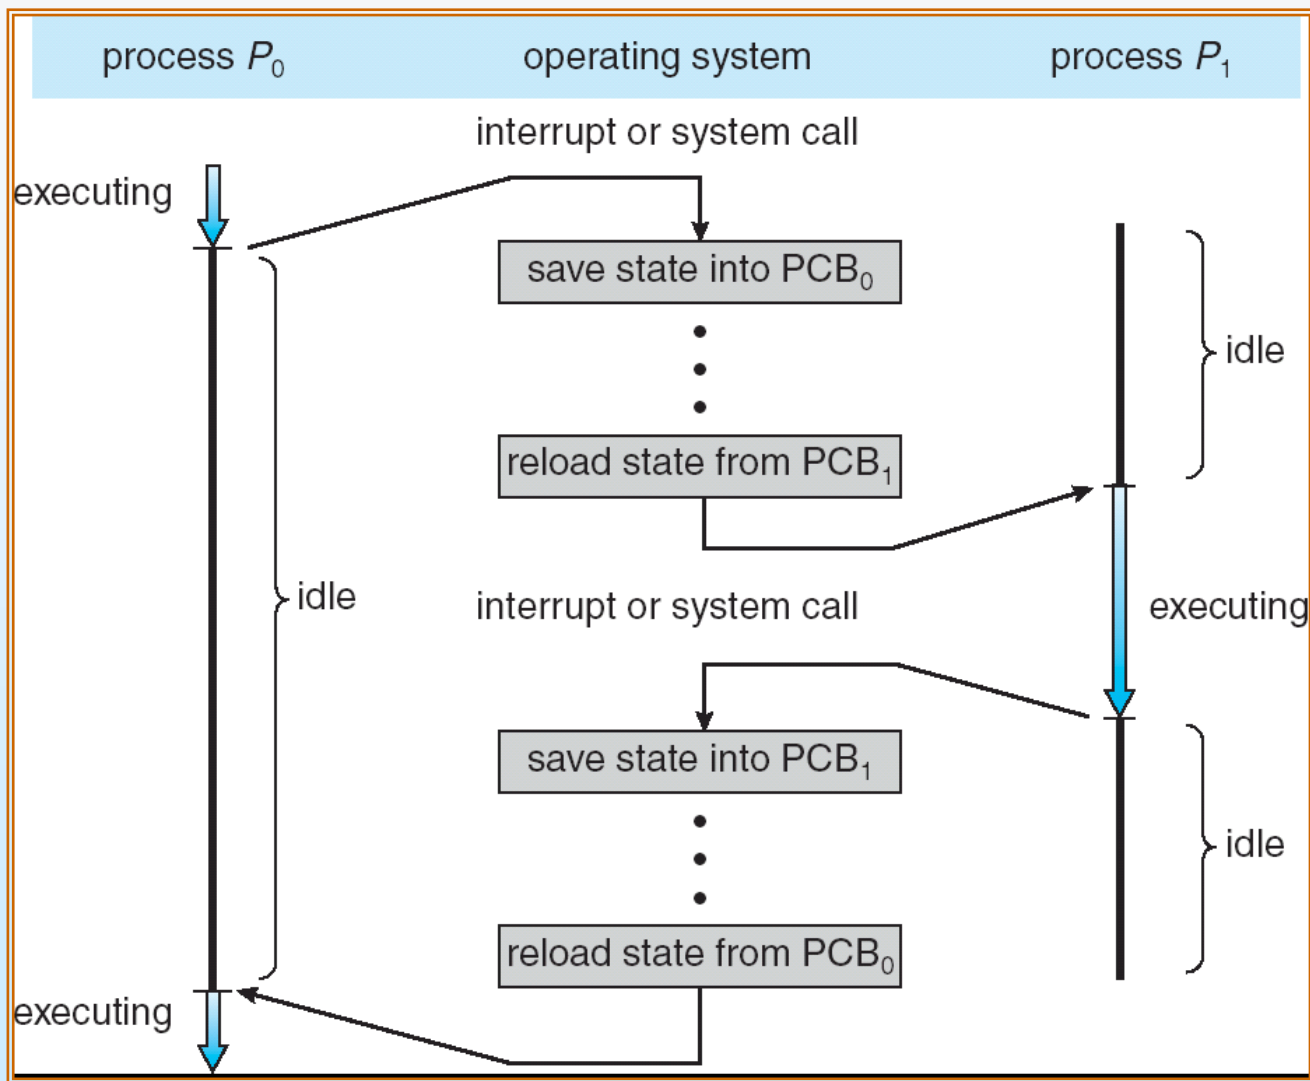 process P₀ operating system process P₁
interrupt or system call
executing
save state into PCB₀
idle
reload state from PCB₁
idle
interrupt or system call
executing
save state into PCB₁
idle
reload state from PCB₀
executing